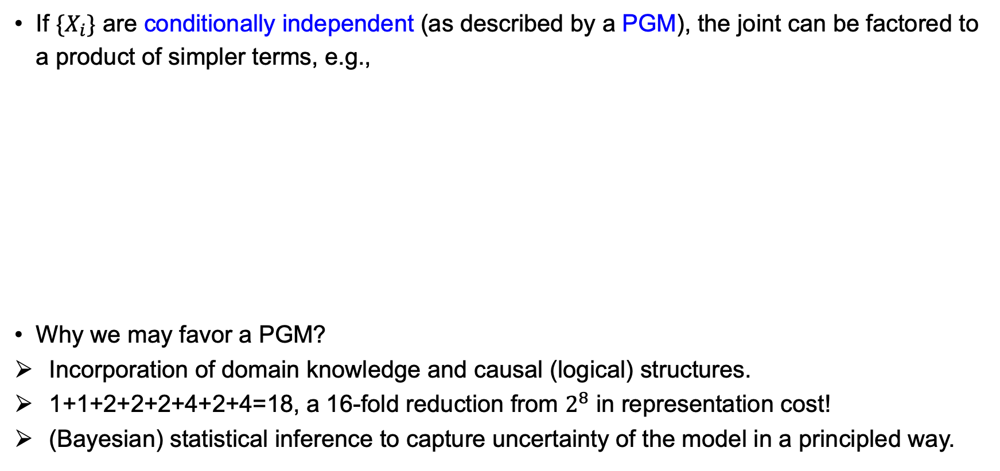 • If {Xᵢ} are conditionally independent (as described by a PGM), the joint can be factored to
a product of simpler terms, e.g.,
• Why we may favor a PGM?
➢ Incorporation of domain knowledge and causal (logical) structures.
➢ 1+1+2+2+2+4+2+4=18, a 16-fold reduction from 2⁸ in representation cost!
➢ (Bayesian) statistical inference to capture uncertainty of the model in a principled way.